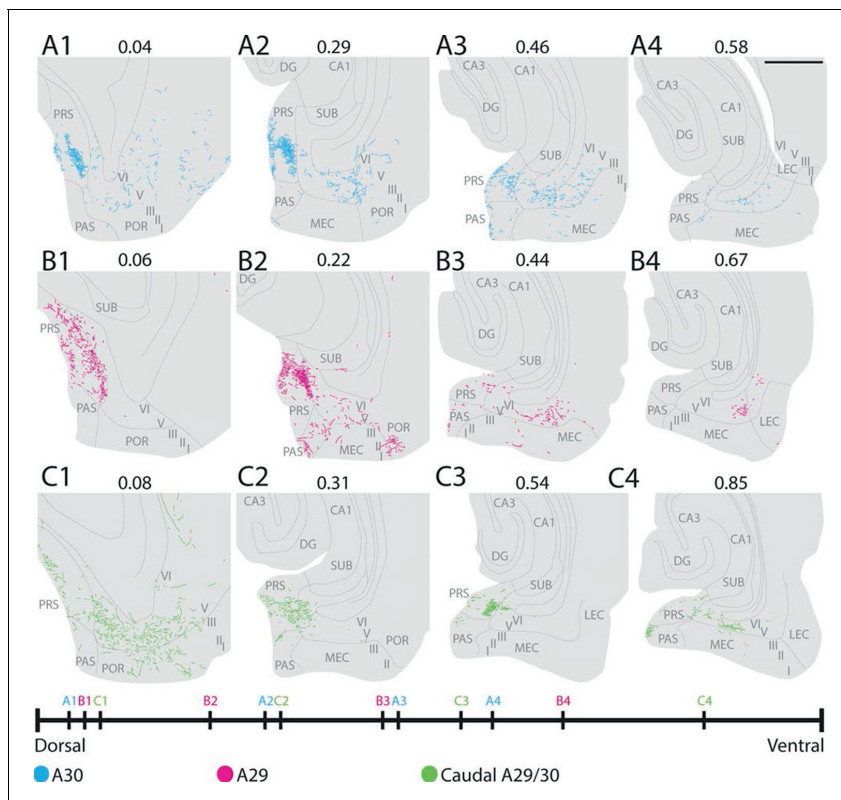 A1 0.04 A2 0.29 A3 0.46 A4 0.58
DG CA1 CA3 CA1 CA3
PRS PRS SUB DG CA1
DG SUB
SUB VI VI
VI V PRS V III LEC V III II I
VI V III II I PAS III II I PAS II I PRS
PAS POR MEC POR MEC PAS MEC
B1 0.06 B2 0.22 B3 0.44 B4 0.67
DG CA3 CA1 CA3 CA1
SUB DG
PRS SUB SUB DG SUB
PRS VI PRS VI PRS
PAS VI V III II I V III II I POR PAS V III II I PAS VI V III II I LEC
POR PAS MEC MEC MEC
C1 0.08 C2 0.31 C3 0.54 C4 0.85
CA3 CA1 CA3 CA1 CA3 CA1
DG DG DG
VI SUB SUB SUB
PRS PRS PRS PRS
V III II I VI V III II POR VI V III II I LEC VI V III II I LEC
PAS POR PAS MEC PAS MEC PAS MEC
A1 B1 C1 B2 A2 C2 B3 A3 C3 A4 B4 C4
Dorsal Ventral
A30 A29 Caudal A29/30